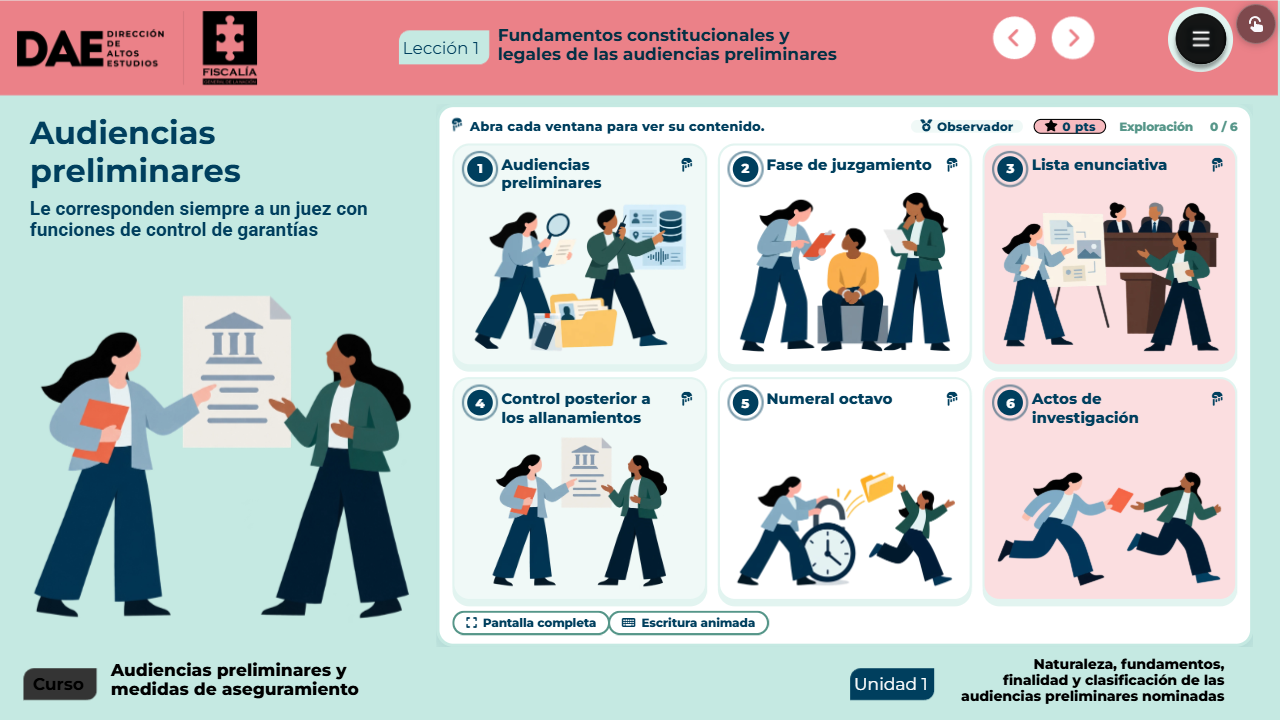 DAE DIRECCIÓN
DE
ALTOS
ESTUDIOS
FISCALÍA
GENERAL DE LA NACIÓN
Lección 1
Fundamentos constitucionales y
legales de las audiencias preliminares
Audiencias
preliminares
Le corresponden siempre a un juez con
funciones de control de garantías
Abra cada ventana para ver su contenido.
Observador
0 pts
Exploración 0 / 6
1 Audiencias
preliminares
2 Fase de juzgamiento
3 Lista enunciativa
4 Control posterior a
los allanamientos
5 Numeral octavo
6 Actos de
investigación
Pantalla completa
Escritura animada
Curso
Audiencias preliminares y
medidas de aseguramiento
Unidad 1
Naturaleza, fundamentos,
finalidad y clasificación de las
audiencias preliminares nominadas